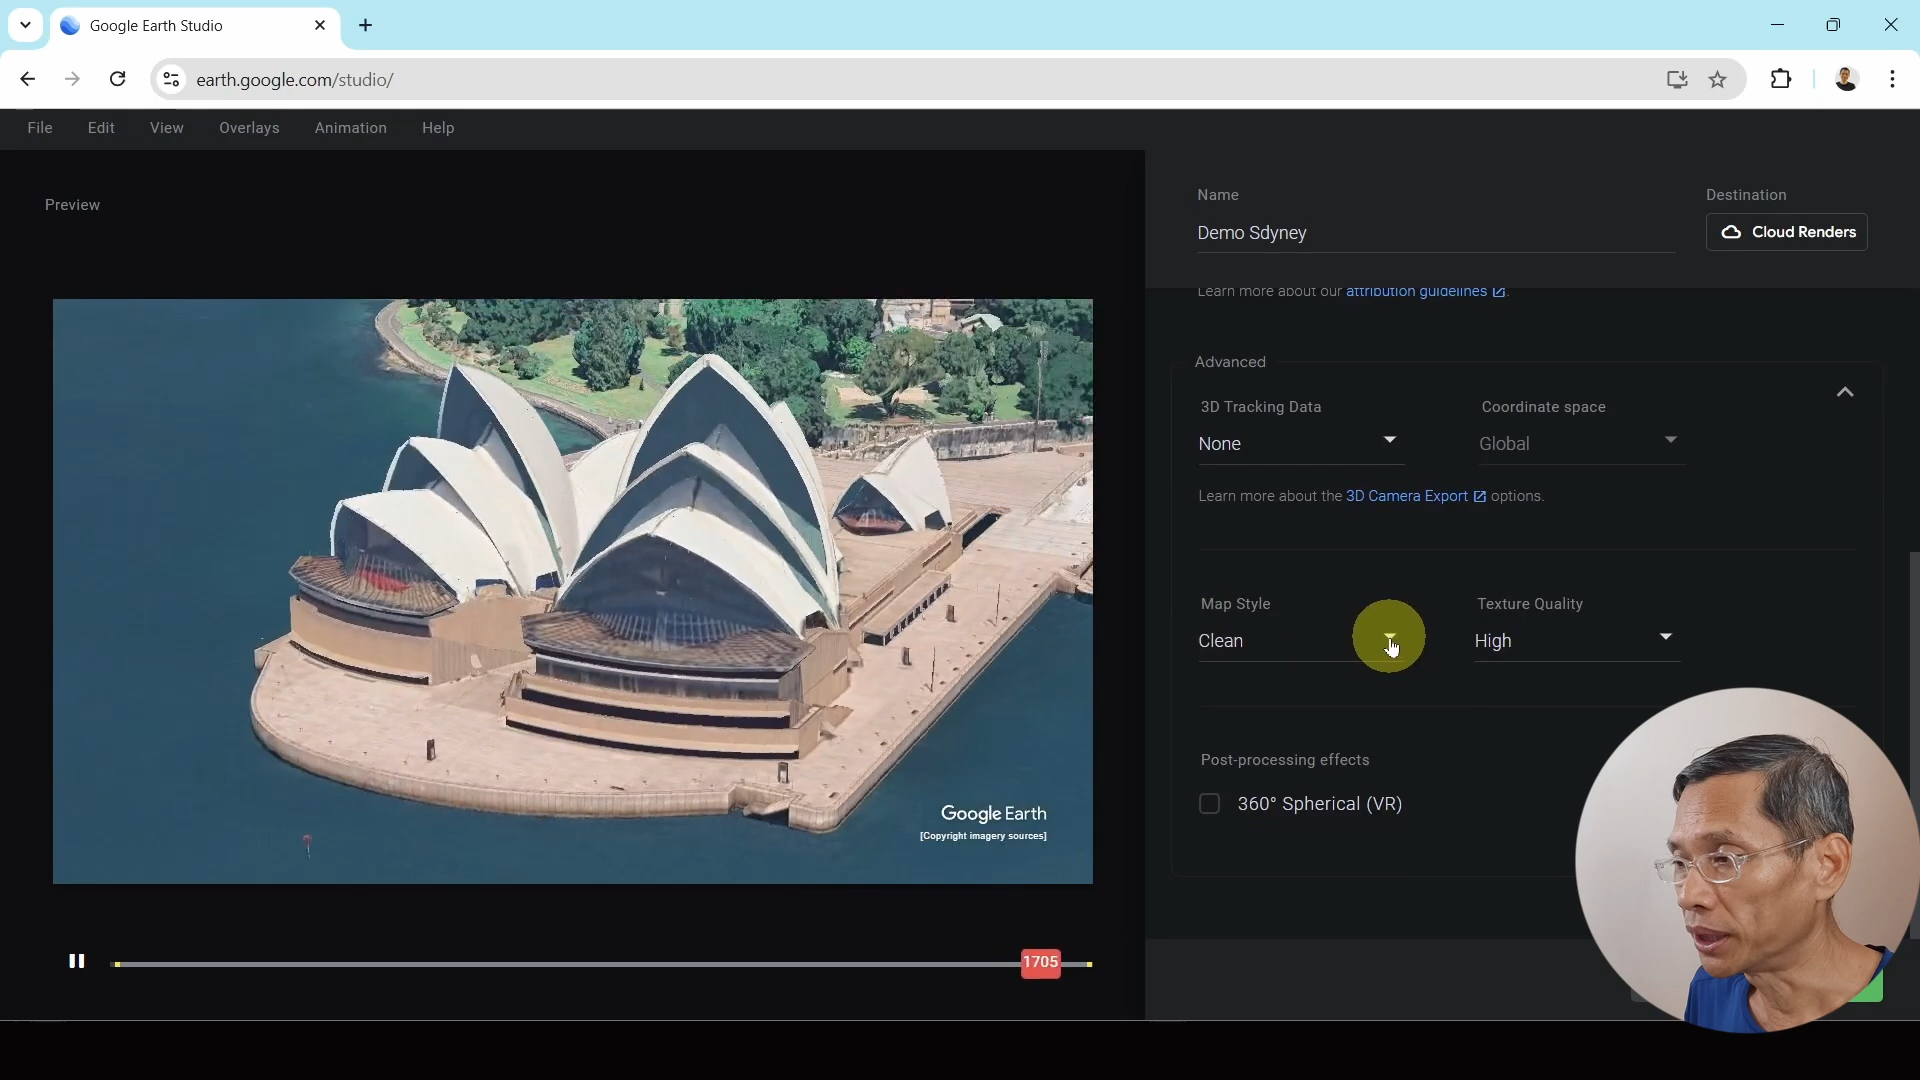 Google Earth Studio
earth.google.com/studio/
File Edit View Overlays Animation Help
Preview
Name
Demo Sdyney
Destination
Cloud Renders
Learn more about our attribution guidelines.
Advanced
3D Tracking Data
None
Coordinate space
Global
Learn more about the 3D Camera Export options.
Map Style
Clean
Texture Quality
High
Post-processing effects
360° Spherical (VR)
Google Earth
[Copyright imagery sources]
1705